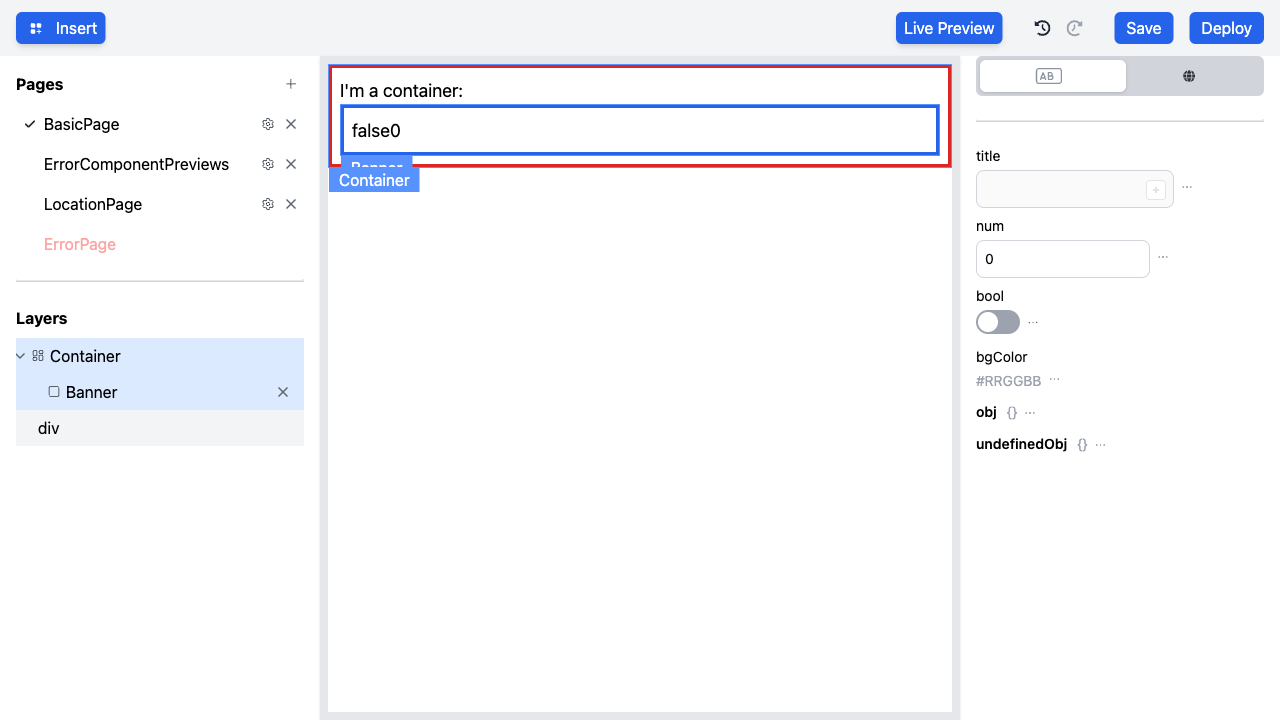 Insert
Live Preview
Save
Deploy
Pages
BasicPage
ErrorComponentPreviews
LocationPage
ErrorPage
Layers
Container
Banner
div
I'm a container:
false0
Banner
Container
AB
title
num
0
bool
bgColor
#RRGGBB
obj {}
undefinedObj {}